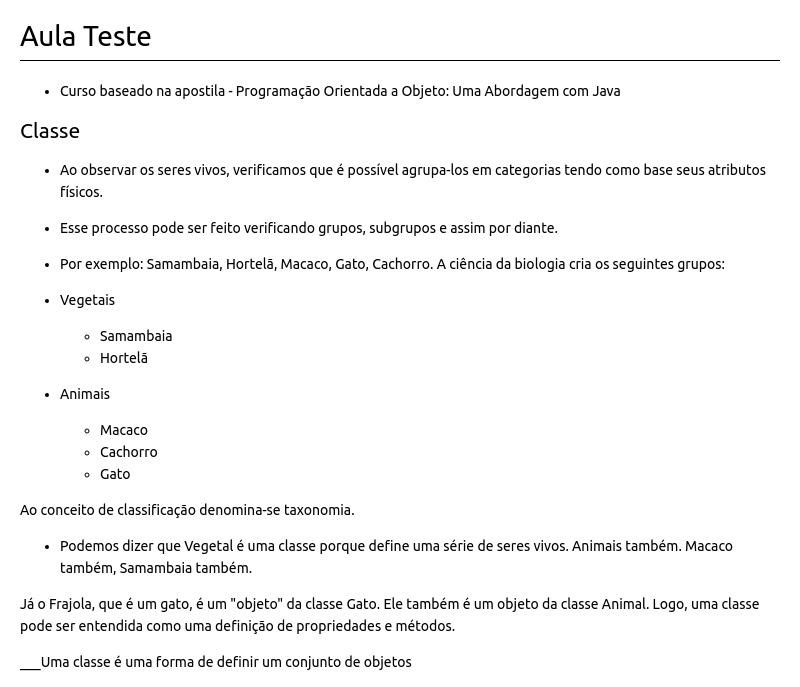 Aula Teste
Curso baseado na apostila - Programação Orientada a Objeto: Uma Abordagem com Java
Classe
Ao observar os seres vivos, verificamos que é possível agrupa-los em categorias tendo como base seus atributos
físicos.
Esse processo pode ser feito verificando grupos, subgrupos e assim por diante.
Por exemplo: Samambaia, Hortelã, Macaco, Gato, Cachorro. A ciência da biologia cria os seguintes grupos:
Vegetais
Samambaia
Hortelã
Animais
Macaco
Cachorro
Gato
Ao conceito de classificação denomina-se taxonomia.
Podemos dizer que Vegetal é uma classe porque define uma série de seres vivos. Animais também. Macaco
também, Samambaia também.
Já o Frajola, que é um gato, é um "objeto" da classe Gato. Ele também é um objeto da classe Animal. Logo, uma classe
pode ser entendida como uma definição de propriedades e métodos.
___Uma classe é uma forma de definir um conjunto de objetos